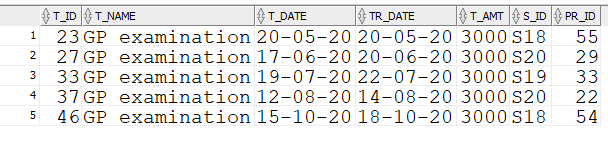 T_ID T_NAME T_DATE TR_DATE T_AMT S_ID PR_ID
1 23 GP examination 20-05-20 20-05-20 3000 S18 55
2 27 GP examination 17-06-20 20-06-20 3000 S20 29
3 33 GP examination 19-07-20 22-07-20 3000 S19 33
4 37 GP examination 12-08-20 14-08-20 3000 S20 22
5 46 GP examination 15-10-20 18-10-20 3000 S18 54